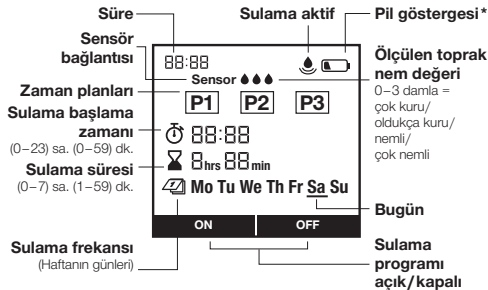 Süre
Sulama aktif
Pil göstergesi*
Sensör
bağlantısı
88:88
Sensor
Ölçülen toprak
nem değeri
0–3 damla =
çok kuru/
oldukça kuru/
nemli/
çok nemli
Zaman planları
P1 P2 P3
Sulama başlama
zamanı
(0–23) sa. (0–59) dk.
88:88
Sulama süresi
(0–7) sa. (1–59) dk.
8hrs 88min
Mo Tu We Th Fr Sa Su
Bugün
ON OFF
Sulama frekansı
(Haftanın günleri)
Sulama
programı
açık/kapalı